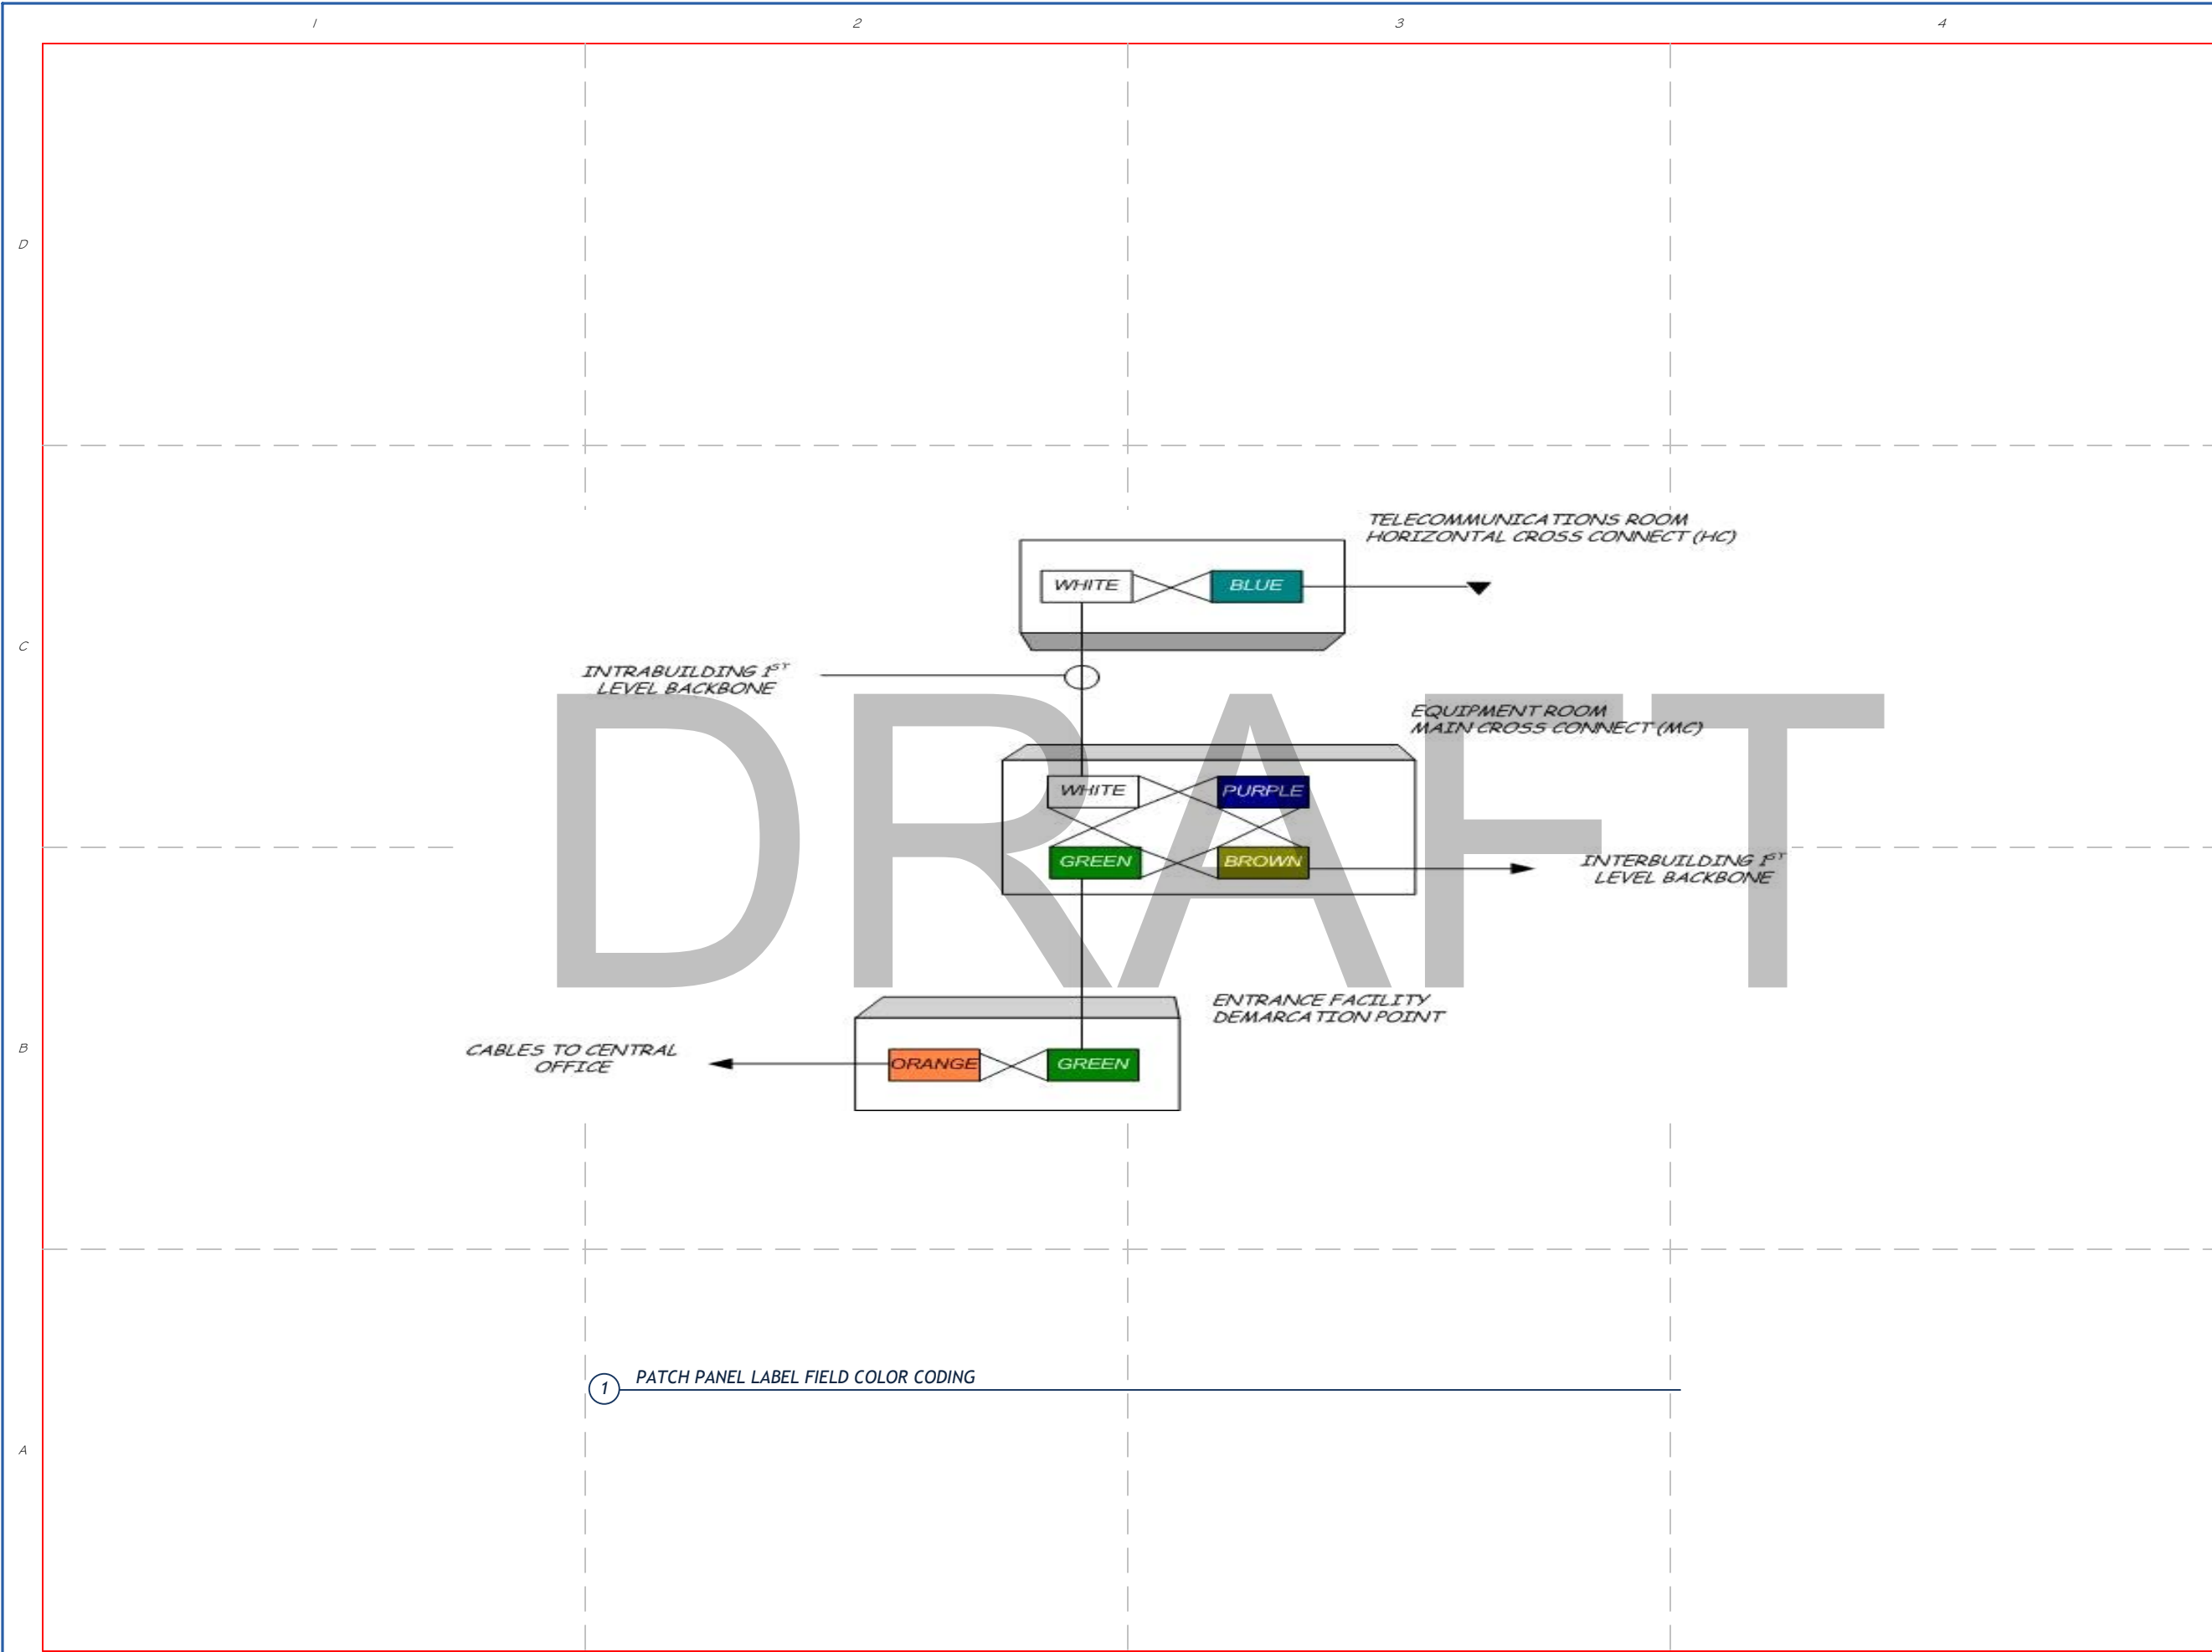 1 2 3 4
D
TELECOMMUNICATIONS ROOM
HORIZONTAL CROSS CONNECT (HC)
WHITE BLUE
C
INTRABUILDING 1ST
LEVEL BACKBONE
DRAFT
EQUIPMENT ROOM
MAIN CROSS CONNECT (MC)
WHITE PURPLE
GREEN BROWN
INTERBUILDING 1ST
LEVEL BACKBONE
ENTRANCE FACILITY
DEMARCATION POINT
B
CABLES TO CENTRAL
OFFICE
ORANGE GREEN
1 PATCH PANEL LABEL FIELD COLOR CODING
A